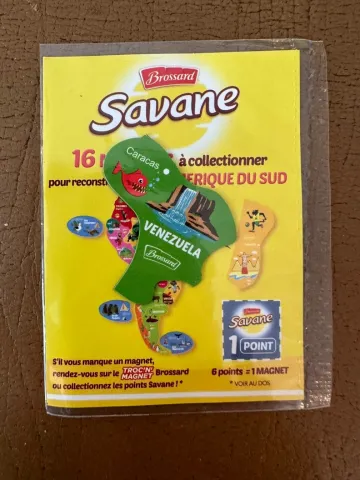 Brossard
Savane
16 à collectionner
pour reconst ERIQUE DU SUD
Caracas
VENEZUELA
Brossard
Brossard
Savane
1 POINT
S'il vous manque un magnet,
rendez-vous sur le TROC'N' MAGNET Brossard
ou collectionnez les points Savane ! *
6 points = 1 MAGNET
* VOIR AU DOS